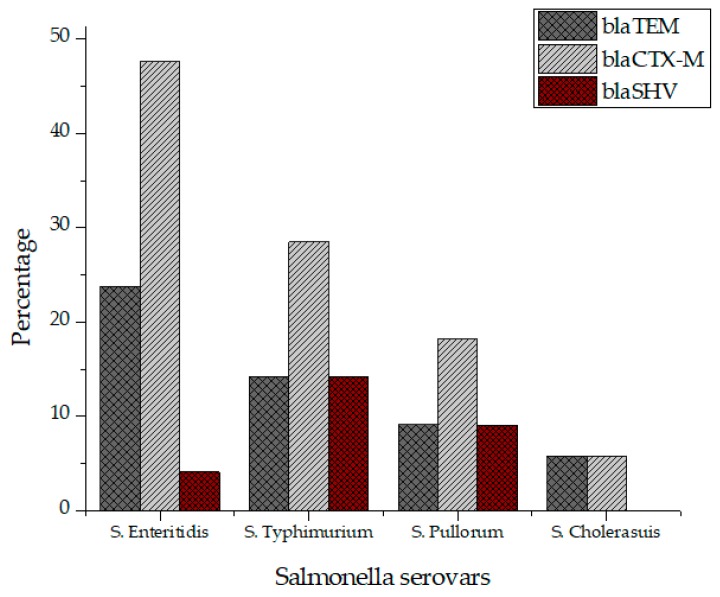 blaTEM
blaCTX-M
blaSHV
Percentage
50
40
30
20
10
0
S. Enteritidis
S. Typhimurium
S. Pullorum
S. Cholerasuis
Salmonella serovars